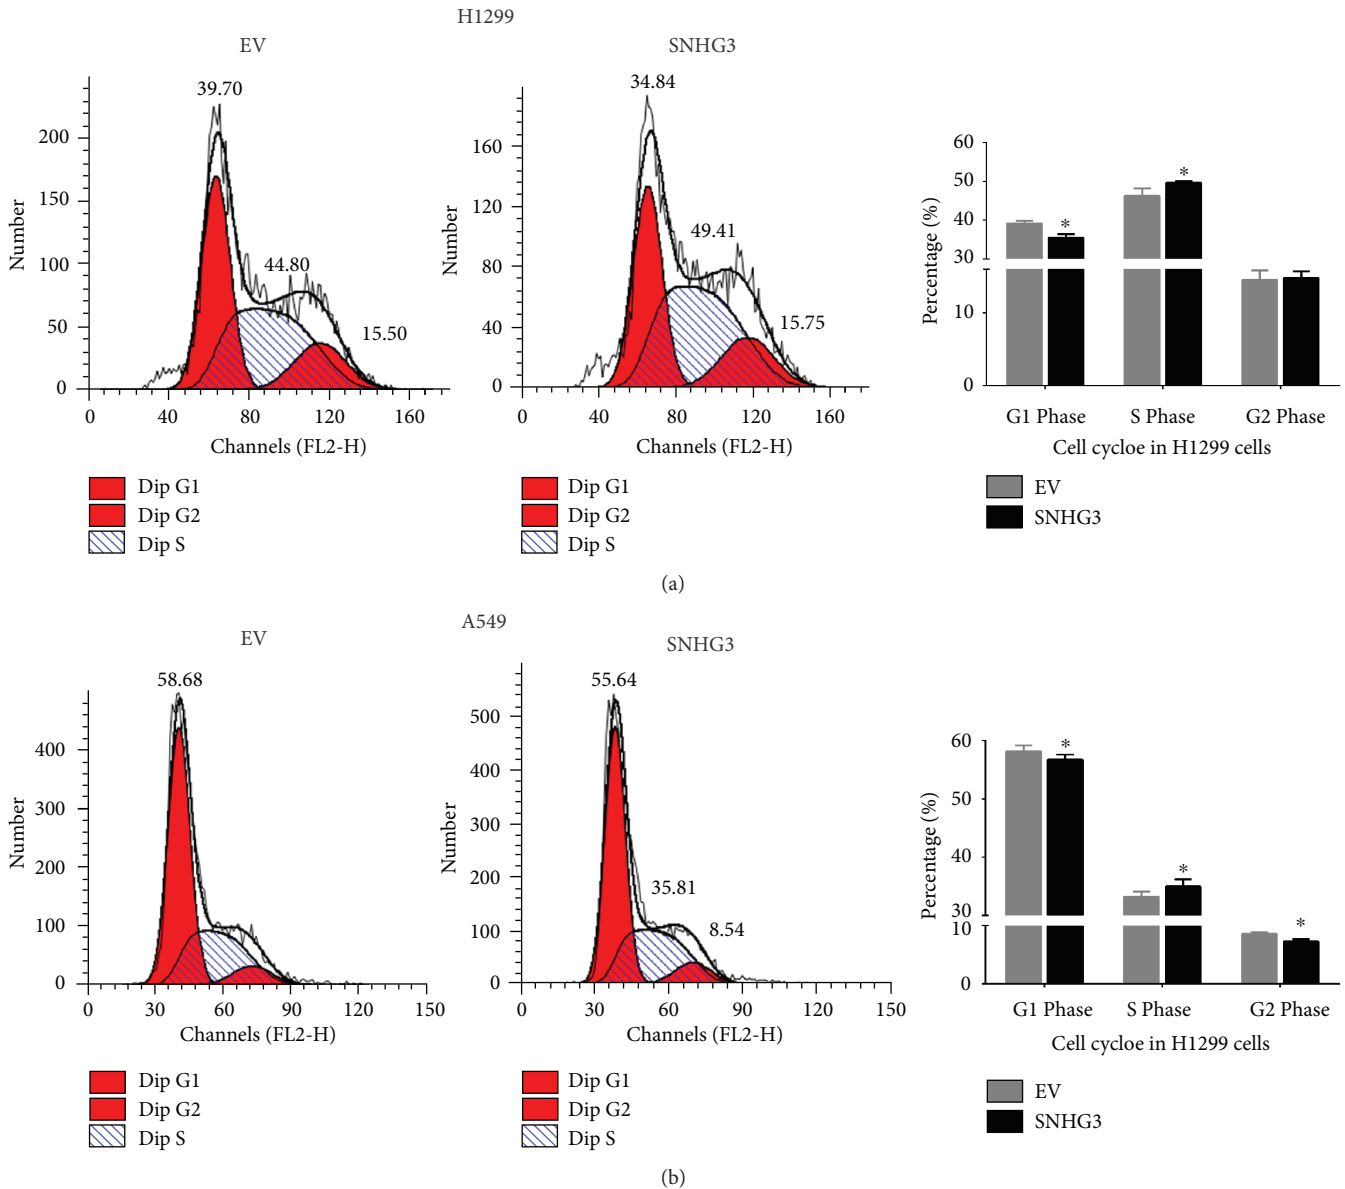 H1299
EV
SNHG3
39.70
44.80
15.50
200
150
100
50
0
Number
0 40 80 120 160
Channels (FL2-H)
Dip G1
Dip G2
Dip S
34.84
49.41
15.75
160
120
80
40
0
Number
0 40 80 120 160
Channels (FL2-H)
Dip G1
Dip G2
Dip S
60
50
40
30
10
0
Percentage (%)
*
*
G1 Phase S Phase G2 Phase
Cell cycloe in H1299 cells
EV
SNHG3
(a)
A549
EV
SNHG3
58.68
400
300
200
100
0
Number
0 30 60 90 120 150
Channels (FL2-H)
Dip G1
Dip G2
Dip S
55.64
35.81
8.54
500
400
300
200
100
0
Number
0 30 60 90 120 150
Channels (FL2-H)
Dip G1
Dip G2
Dip S
60
50
40
30
10
0
Percentage (%)
*
*
*
G1 Phase S Phase G2 Phase
Cell cycloe in H1299 cells
EV
SNHG3
(b)